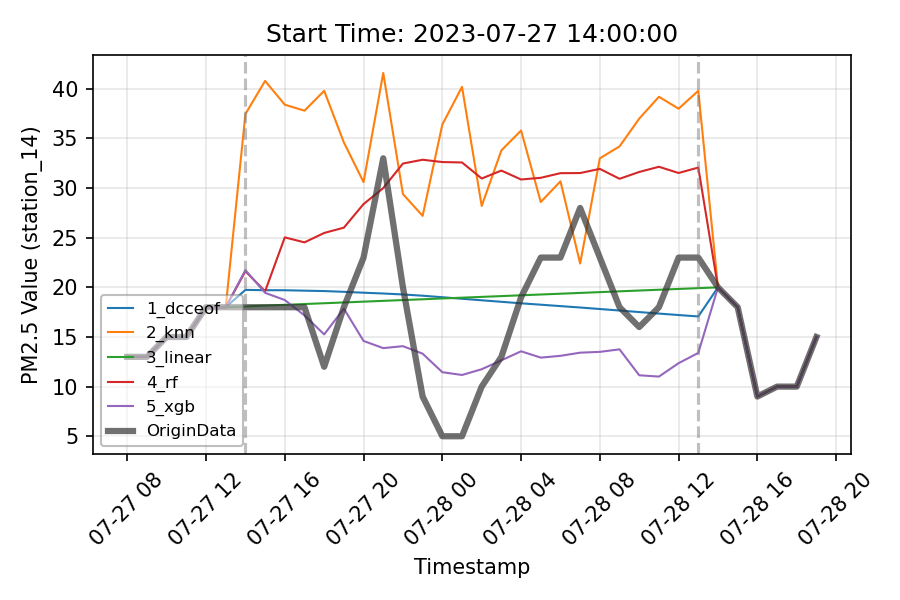 Start Time: 2023-07-27 14:00:00
PM2.5 Value (station_14)
40
35
30
25
20
15
10
5
1_dcceof
2_knn
3_linear
4_rf
5_xgb
OriginData
07-27 08
07-27 12
07-27 16
07-27 20
07-28 00
07-28 04
07-28 08
07-28 12
07-28 16
07-28 20
Timestamp